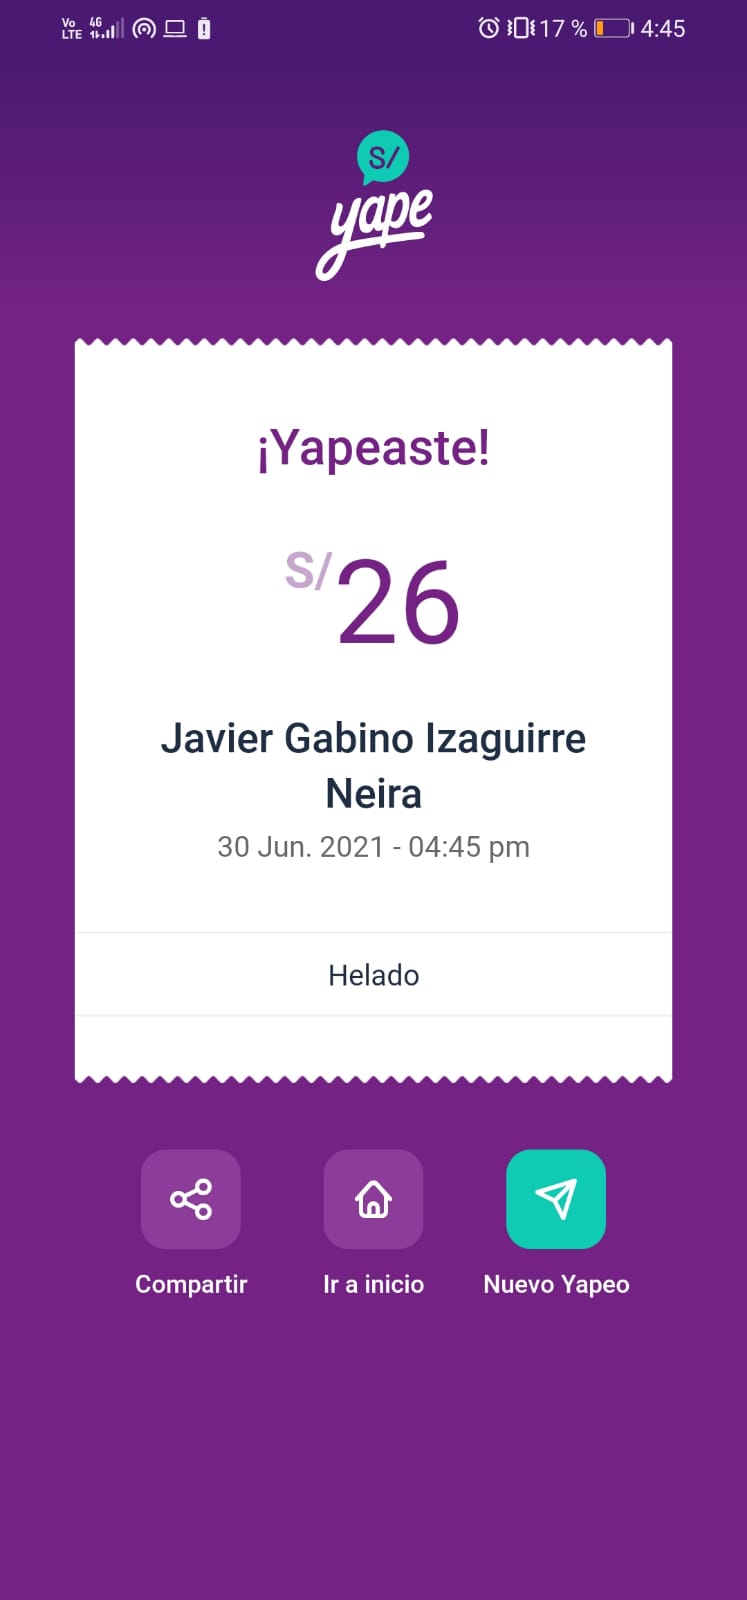 Vo LTE 4G 17 % 4:45
S/
yape
¡Yapeaste!
S/26
Javier Gabino Izaguirre
Neira
30 Jun. 2021 - 04:45 pm
Helado
Compartir Ir a inicio Nuevo Yapeo